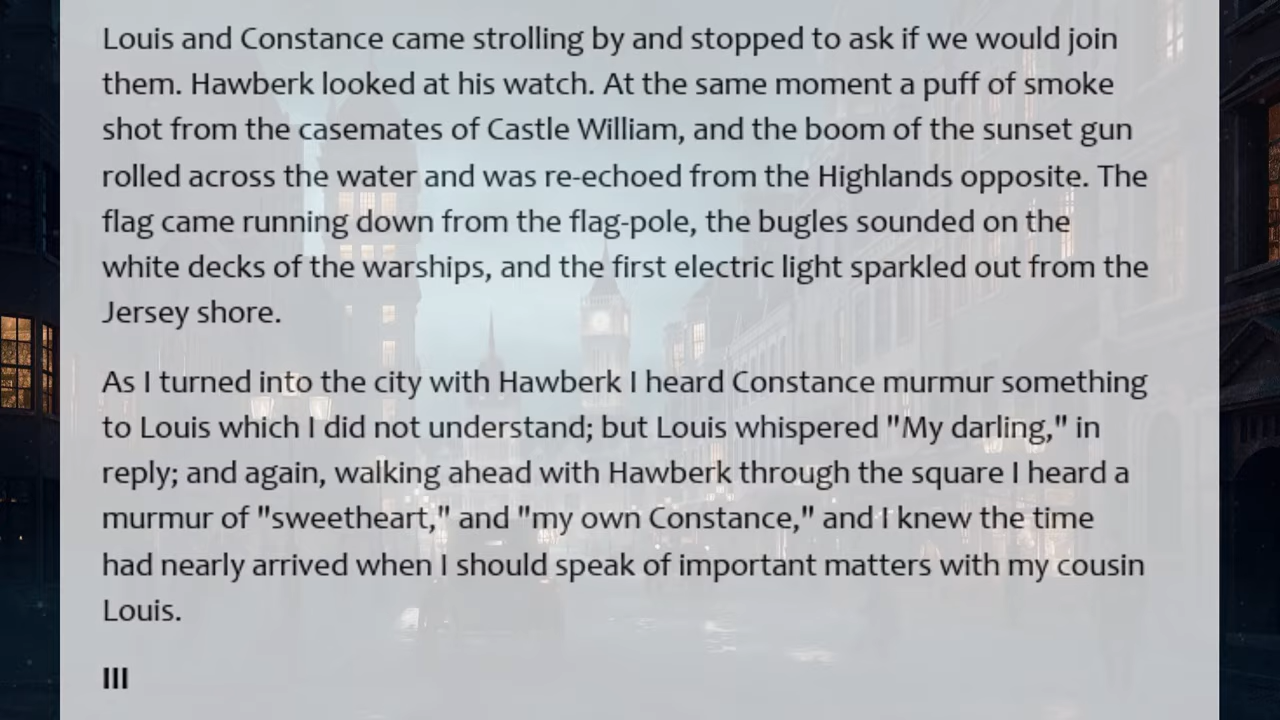 Louis and Constance came strolling by and stopped to ask if we would join
them. Hawberk looked at his watch. At the same moment a puff of smoke
shot from the casemates of Castle William, and the boom of the sunset gun
rolled across the water and was re-echoed from the Highlands opposite. The
flag came running down from the flag-pole, the bugles sounded on the
white decks of the warships, and the first electric light sparkled out from the
Jersey shore.
As I turned into the city with Hawberk I heard Constance murmur something
to Louis which I did not understand; but Louis whispered "My darling," in
reply; and again, walking ahead with Hawberk through the square I heard a
murmur of "sweetheart," and "my own Constance," and I knew the time
had nearly arrived when I should speak of important matters with my cousin
Louis.
III